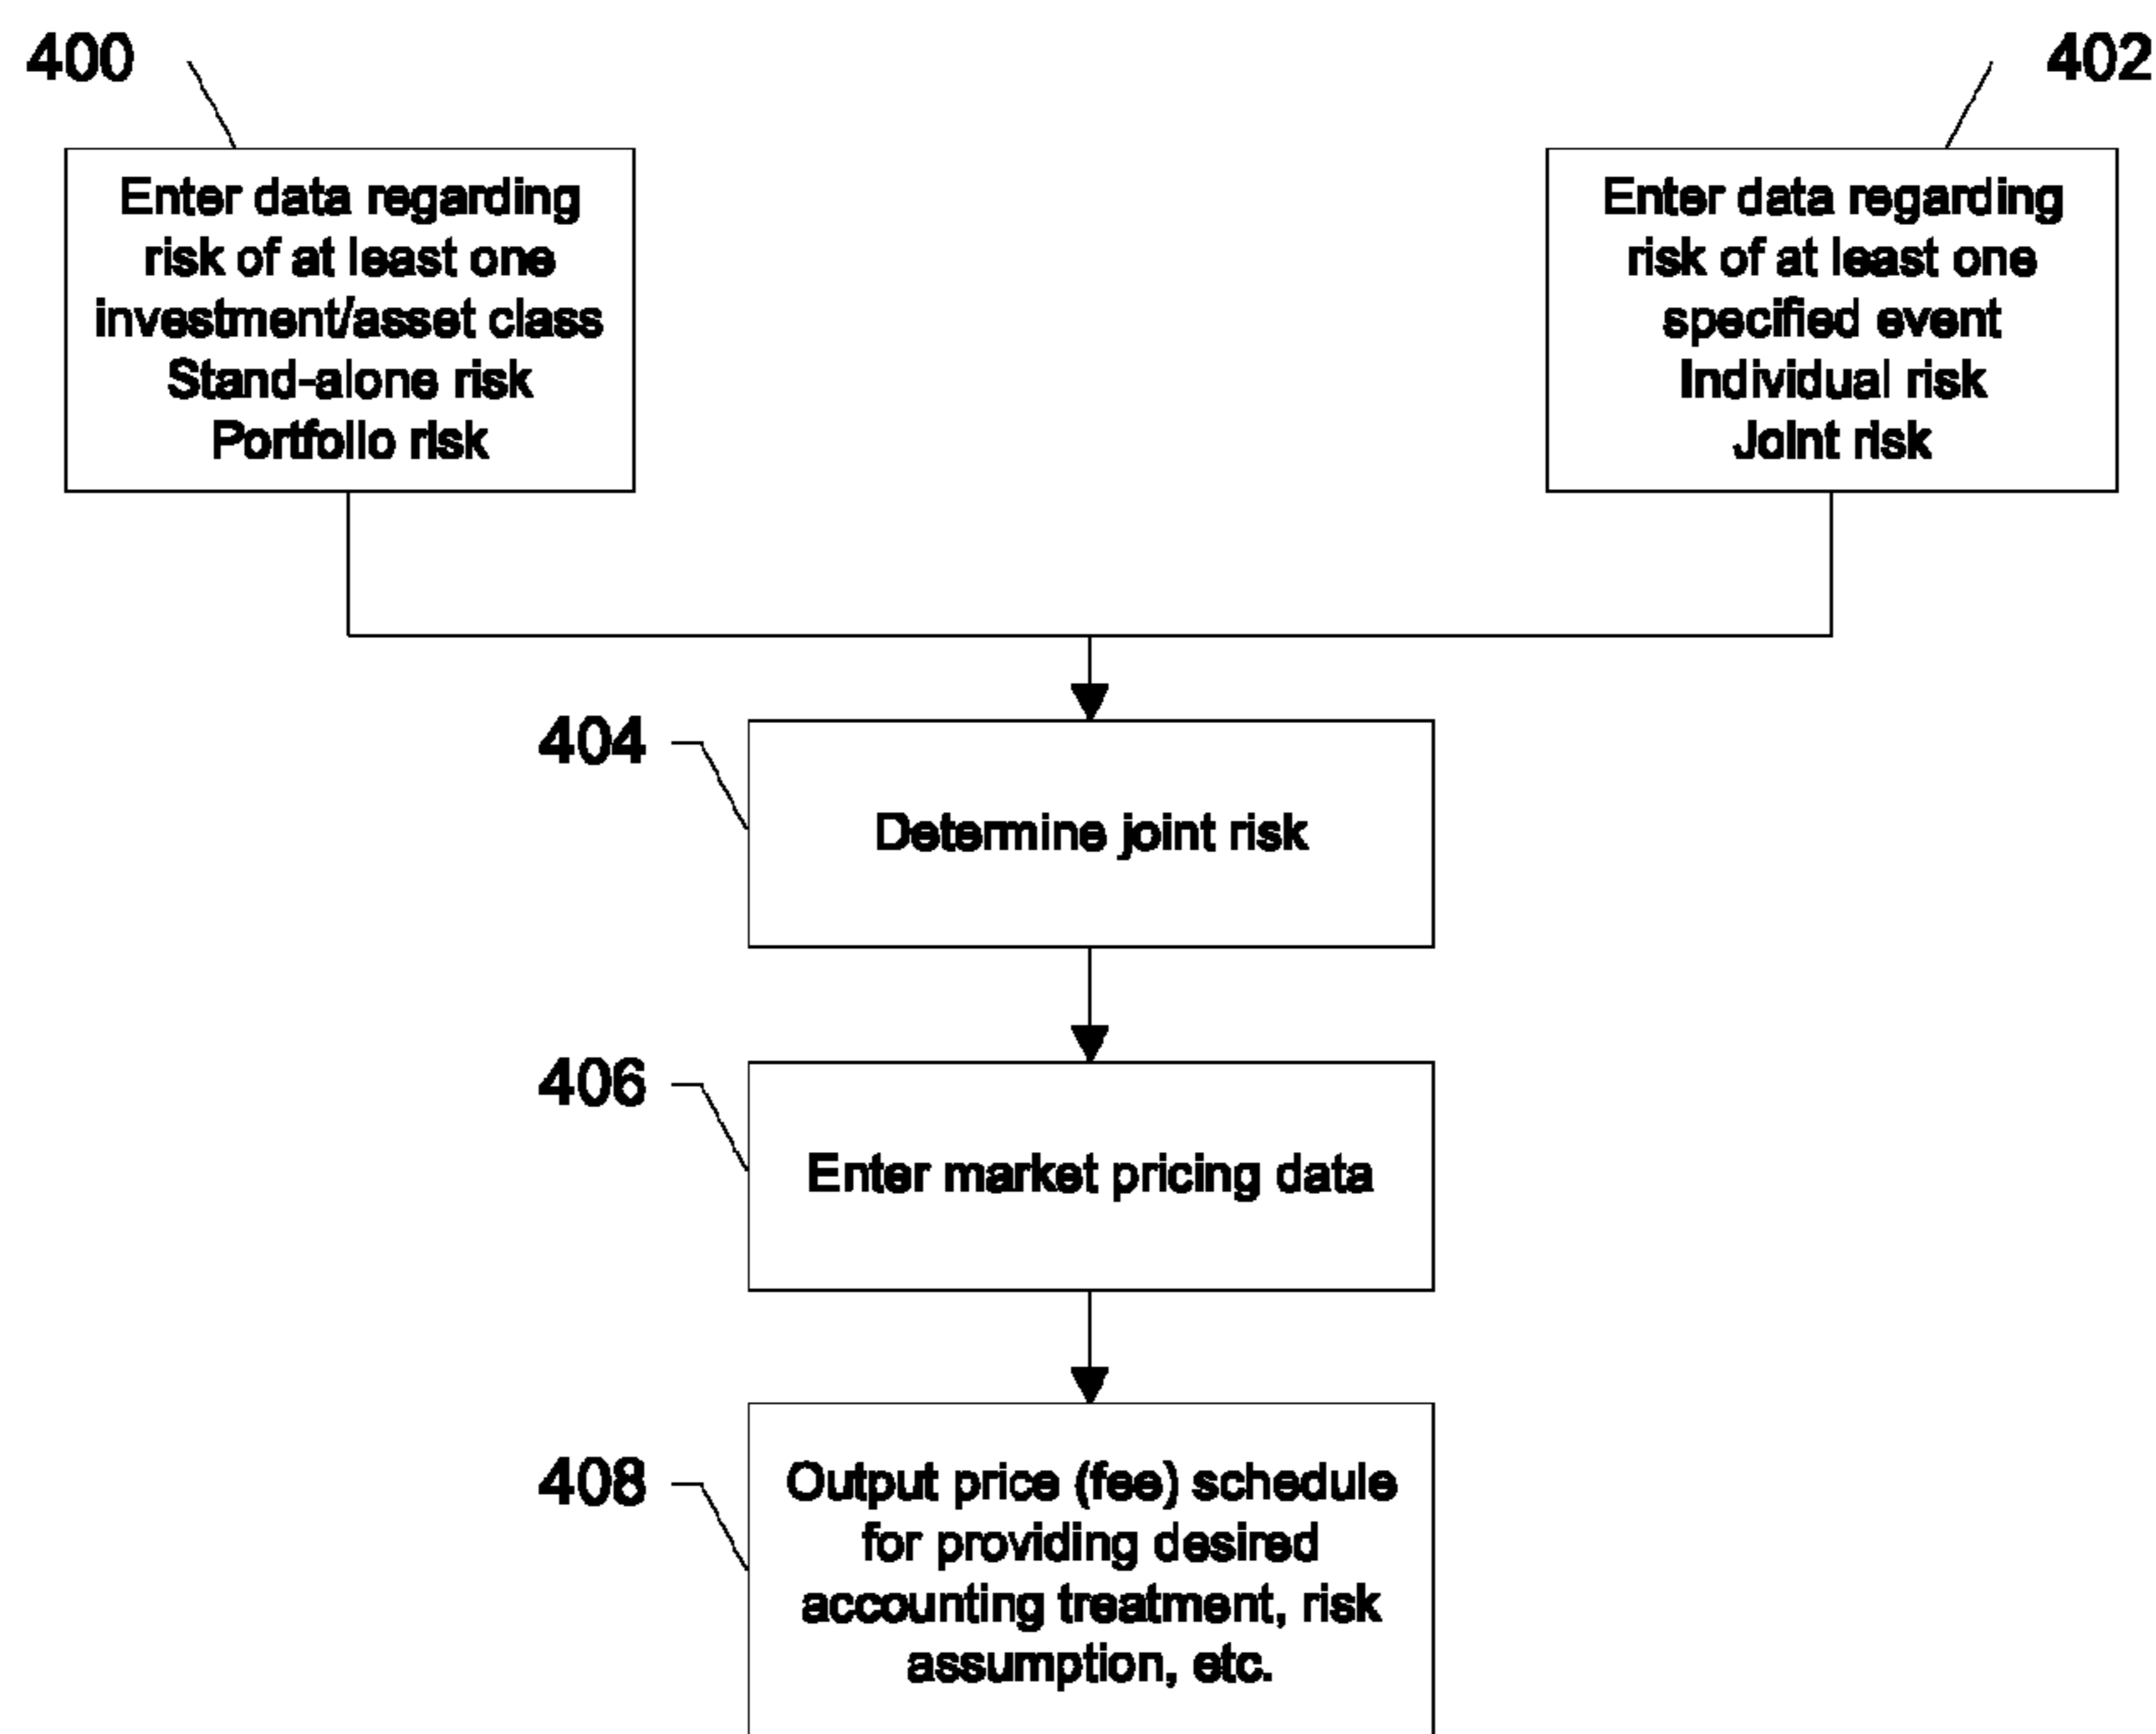 400
402
Enter data regarding
risk of at least one
investment/asset class
Stand-alone risk
Portfolio risk
Enter data regarding
risk of at least one
specified event
Individual risk
Joint risk
404
Determine joint risk
406
Enter market pricing data
408
Output price (fee) schedule
for providing desired
accounting treatment, risk
assumption, etc.